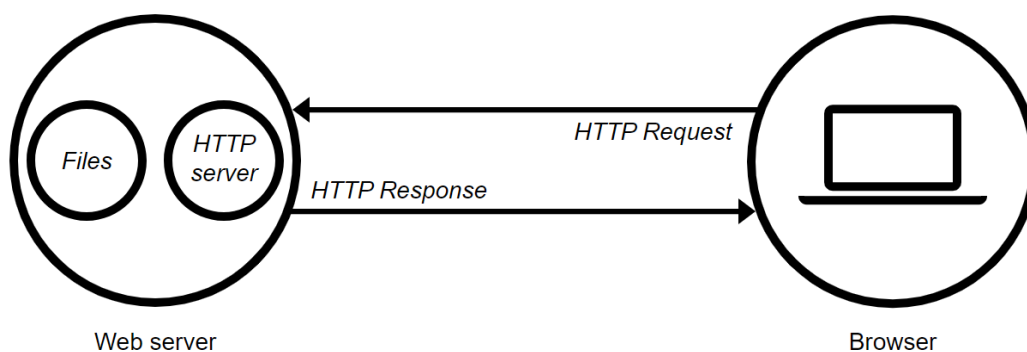 HTTP Request
Files
HTTP
server
HTTP Response
Web server
Browser